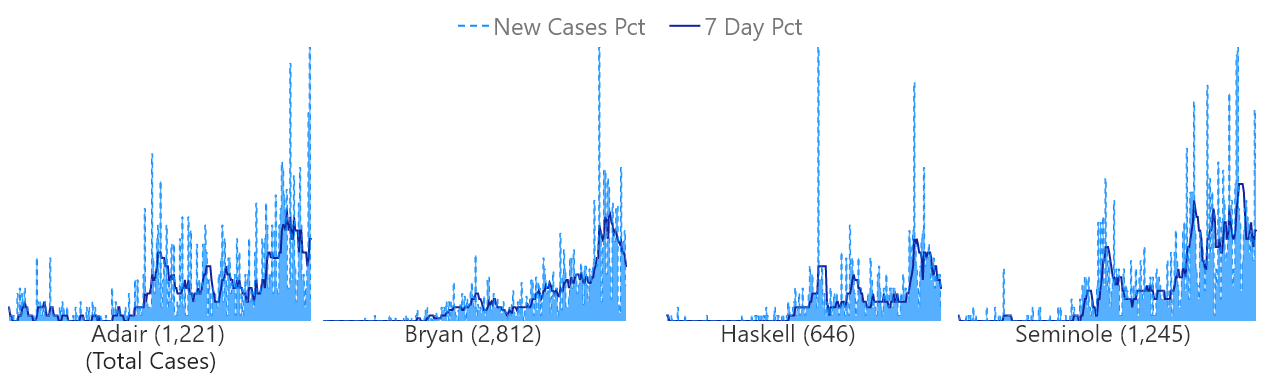 New Cases Pct 7 Day Pct
Adair (1,221) Bryan (2,812) Haskell (646) Seminole (1,245)
(Total Cases)